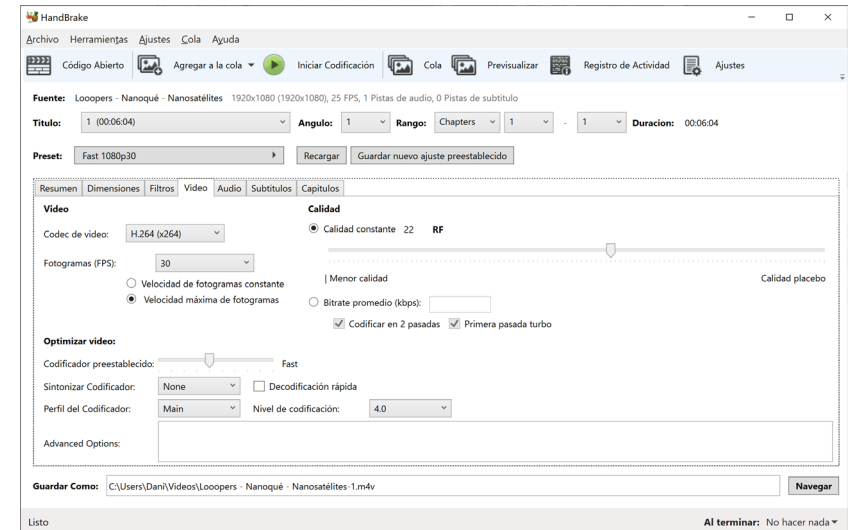 HandBrake
Archivo Herramientas Ajustes Cola Ayuda
Código Abierto Agregar a la cola Iniciar Codificación Cola Previsualizar Registro de Actividad Ajustes
Fuente: Looopers - Nanoqué - Nanosatélites 1920x1080 (1920x1080), 25 FPS, 1 Pistas de audio, 0 Pistas de subtitulo
Titulo: 1 (00:06:04) Angulo: 1 Rango: Chapters 1 - 1 Duracion: 00:06:04
Preset: Fast 1080p30 Recargar Guardar nuevo ajuste preestablecido
Resumen Dimensiones Filtros Video Audio Subtitulos Capitulos
Video Calidad
Codec de video: H.264 (x264) Calidad constante 22 RF
Fotogramas (FPS): 30
| Menor calidad Calidad placebo
Velocidad de fotogramas constante
Velocidad máxima de fotogramas Bitrate promedio (kbps):
Codificar en 2 pasadas Primera pasada turbo
Optimizar video:
Codificador preestablecido: Fast
Sintonizar Codificador: None Decodificación rápida
Perfil del Codificador: Main Nivel de codificación: 4.0
Advanced Options:
Guardar Como: C:\Users\Dani\Videos\Looopers - Nanoqué - Nanosatélites-1.m4v Navegar
Listo Al terminar: No hacer nada